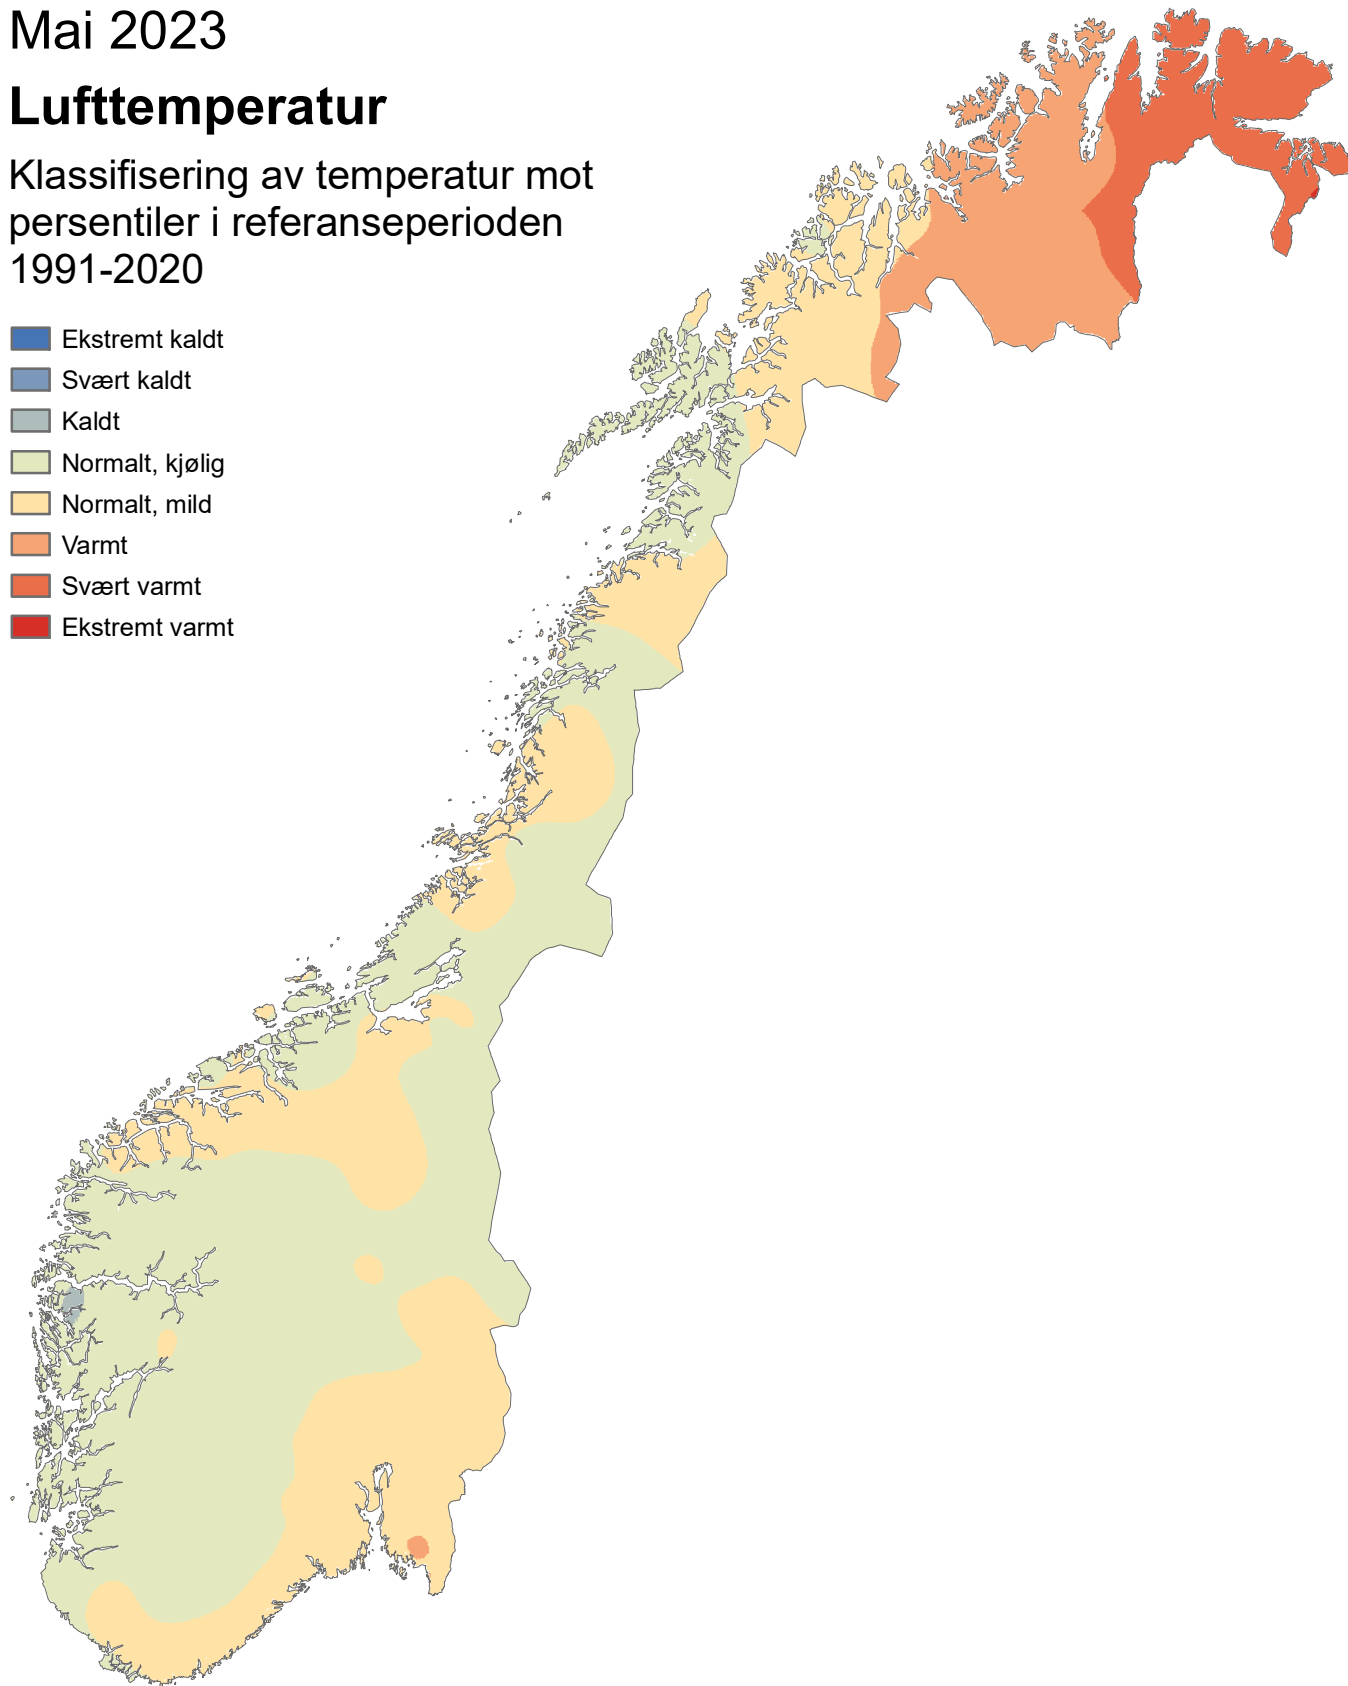 Mai 2023
Lufttemperatur
Klassifisering av temperatur mot
persentiler i referanseperioden
1991-2020
Ekstremt kaldt
Svært kaldt
Kaldt
Normalt, kjølig
Normalt, mild
Varmt
Svært varmt
Ekstremt varmt